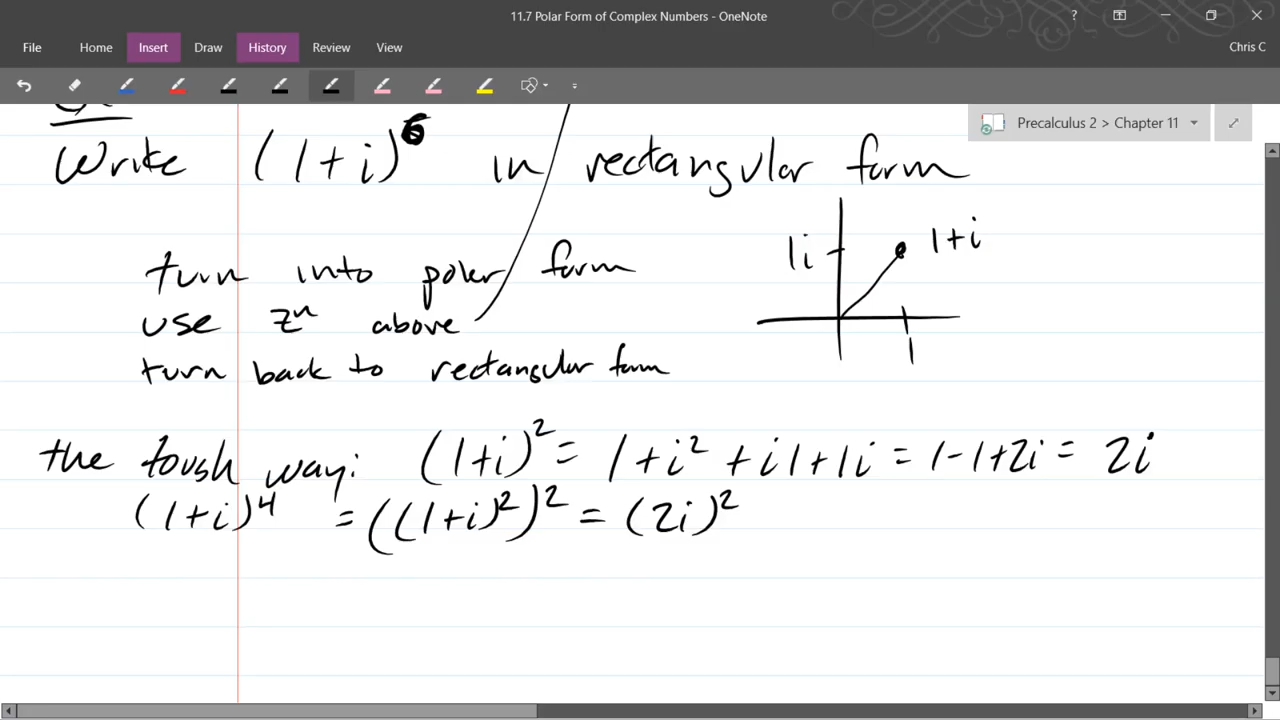 11.7 Polar Form of Complex Numbers - OneNote
?
File Home Insert Draw History Review View
Chris C
Precalculus 2 > Chapter 11
Write (1+i)⁶ in rectangular form
1i
1+i
1
turn into polar form
use zⁿ above
turn back to rectangular form
the tough way: (1+i)² = 1+i² +i1+1i = 1-1+2i = 2i
(1+i)⁴ = ((1+i)²)² = (2i)²